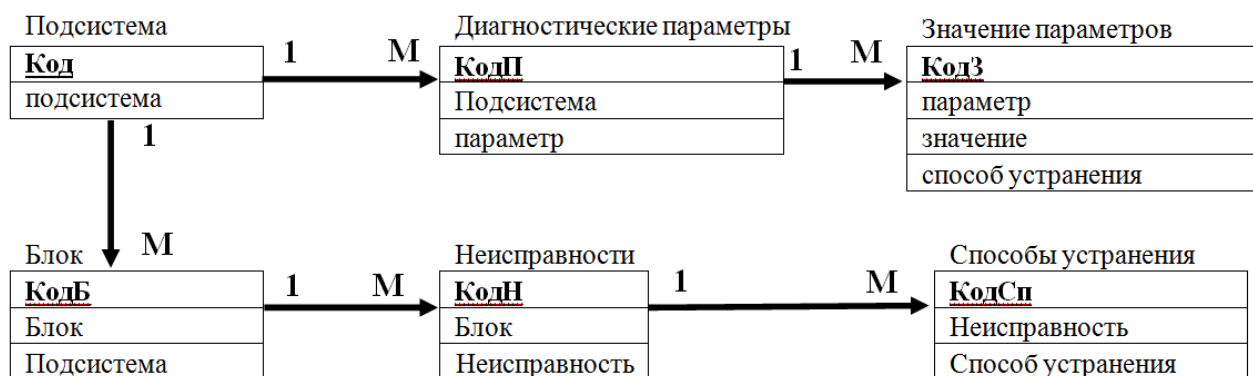 Подсистема
Код
подсистема
1
М
Диагностические параметры
КодП
Подсистема
параметр
1
М
Значение параметров
КодЗ
параметр
значение
способ устранения
1
М
Блок
КодБ
Блок
Подсистема
1
М
Неисправности
КодН
Блок
Неисправность
1
М
Способы устранения
КодСп
Неисправность
Способ устранения